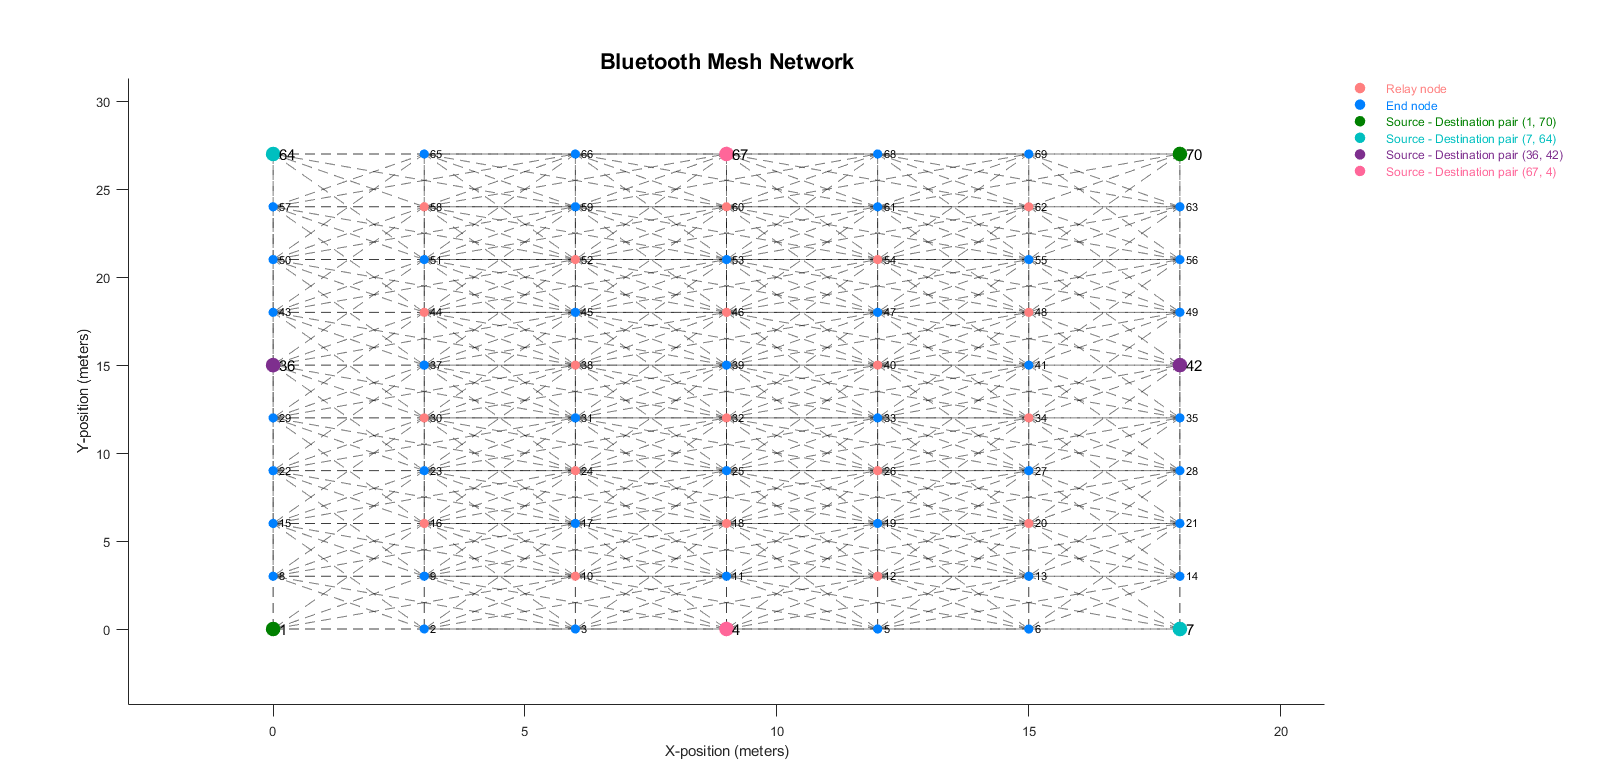 Bluetooth Mesh Network
Relay node
End node
Source - Destination pair (1, 70)
Source - Destination pair (7, 64)
Source - Destination pair (36, 42)
Source - Destination pair (67, 4)
30
64 65 66 67 68 69 70
57 58 59 60 61 62 63
25
50 51 52 53 54 55 56
20
43 44 45 46 47 48 49
15
36 37 38 39 40 41 42
29 30 31 32 33 34 35
10
22 23 24 25 26 27 28
15 16 17 18 19 20 21
5
8 9 10 11 12 13 14
0
1 2 3 4 5 6 7
Y-position (meters)
0 5 10 15 20
X-position (meters)